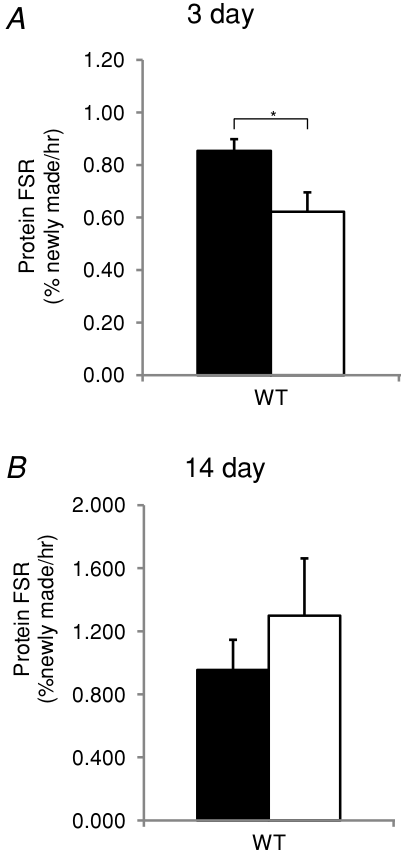 A
3 day
1.20
1.00
0.80
0.60
0.40
0.20
0.00
Protein FSR
(% newly made/hr)
*
WT
B
14 day
2.000
1.600
1.200
0.800
0.400
0.000
Protein FSR
(%newly made/hr)
WT